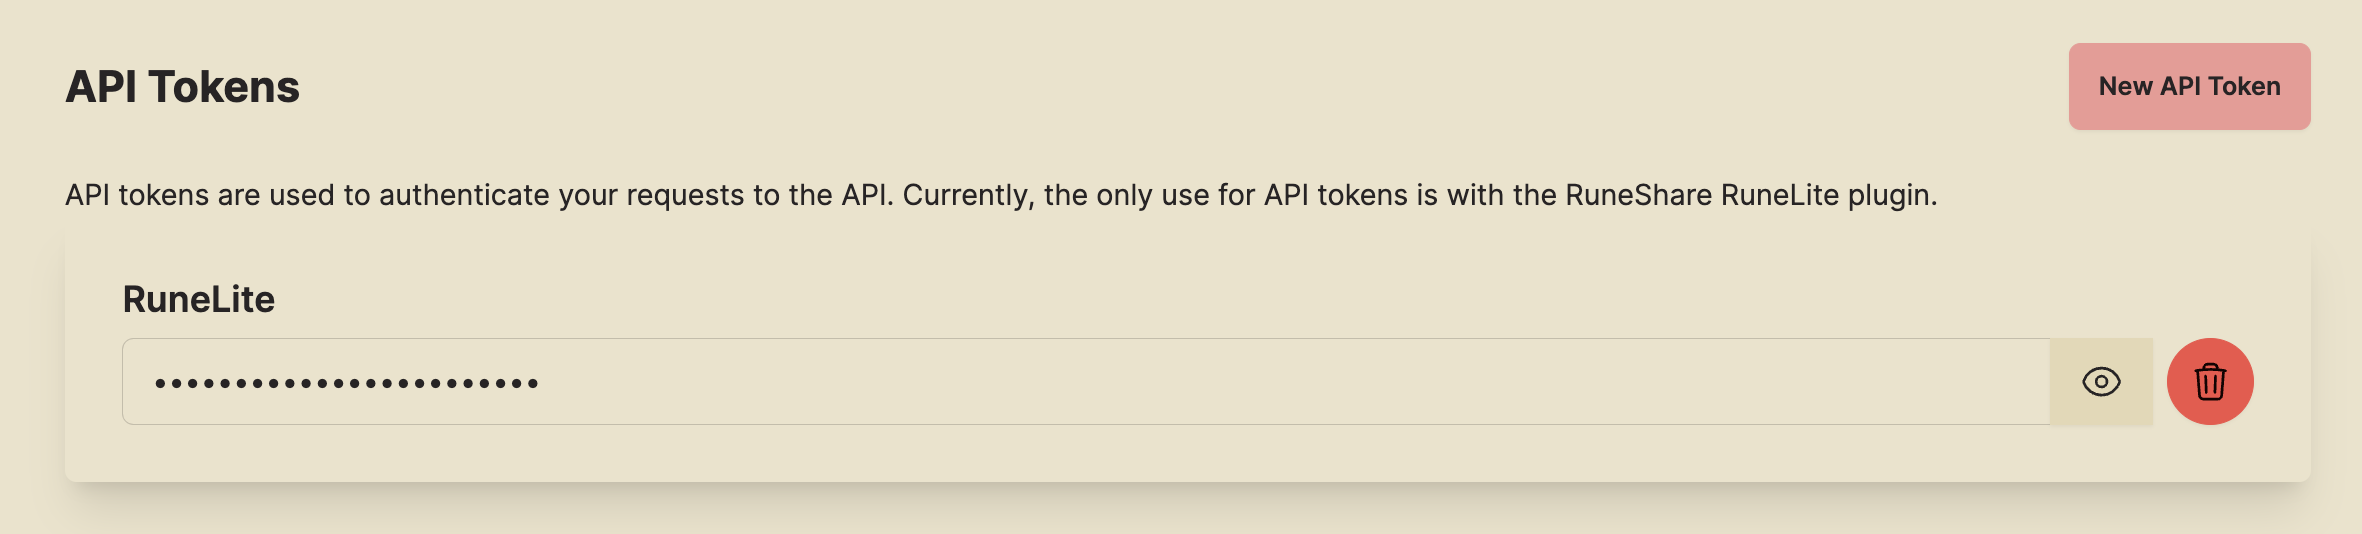 API Tokens
New API Token
API tokens are used to authenticate your requests to the API. Currently, the only use for API tokens is with the RuneShare RuneLite plugin.
RuneLite
••••••••••••••••••••••••